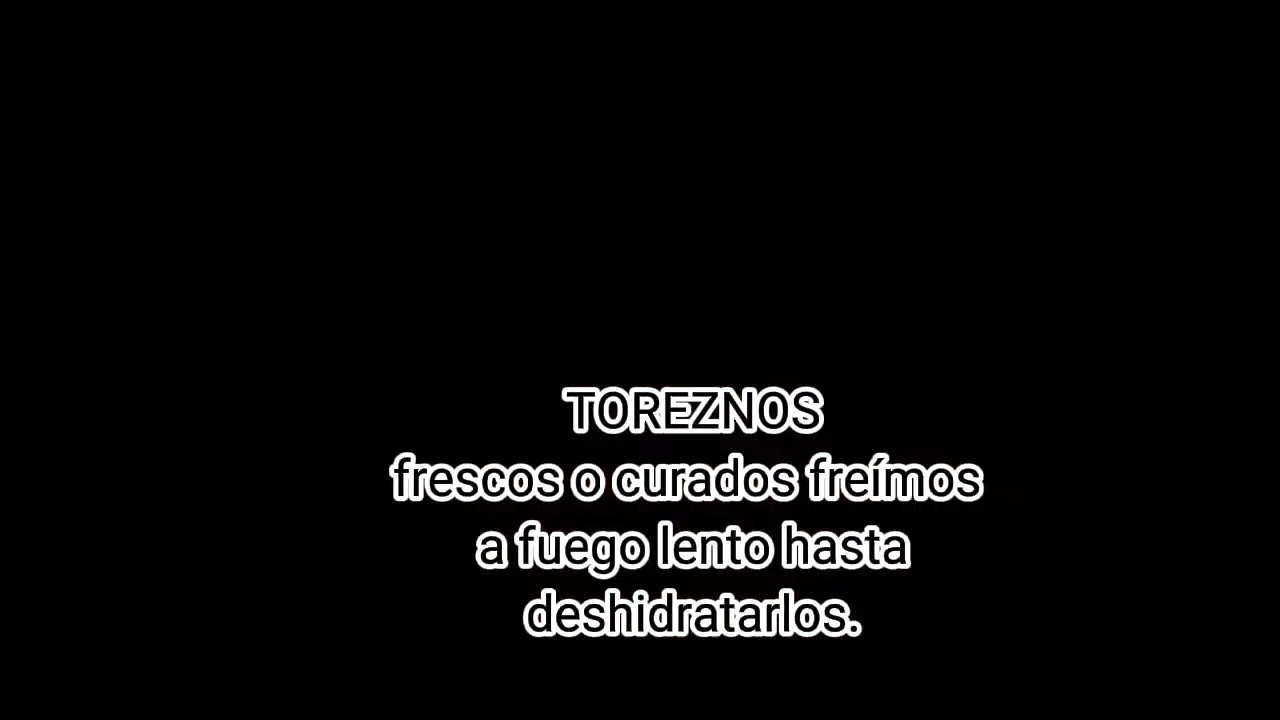 TOREZNOS
frescos o curados freímos
a fuego lento hasta
deshidratarlos.